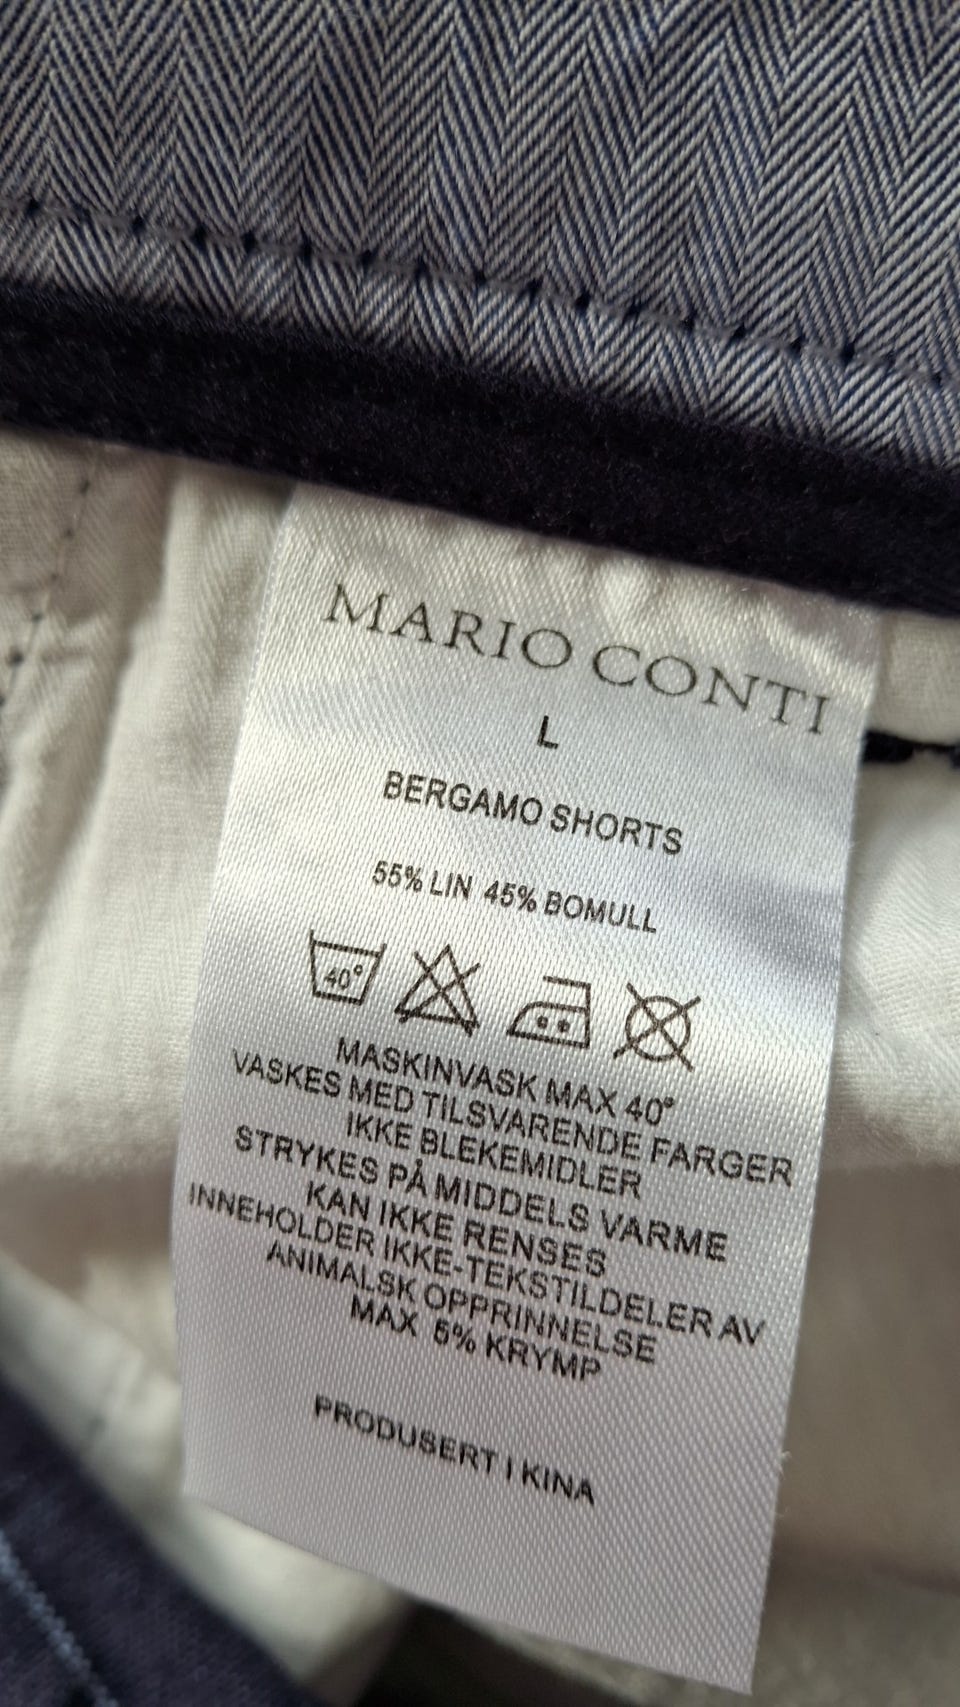 MARIO CONTI
L
BERGAMO SHORTS
55% LIN 45% BOMULL
40°
MASKINVASK MAX 40°
VASKES MED TILSVARENDE FARGER
IKKE BLEKEMIDLER
STRYKES PÅ MIDDELS VARME
KAN IKKE RENSES
INNEHOLDER IKKE-TEKSTILDELER AV
ANIMALSK OPPRINNELSE
MAX 5% KRYMP
PRODUSERT I KINA